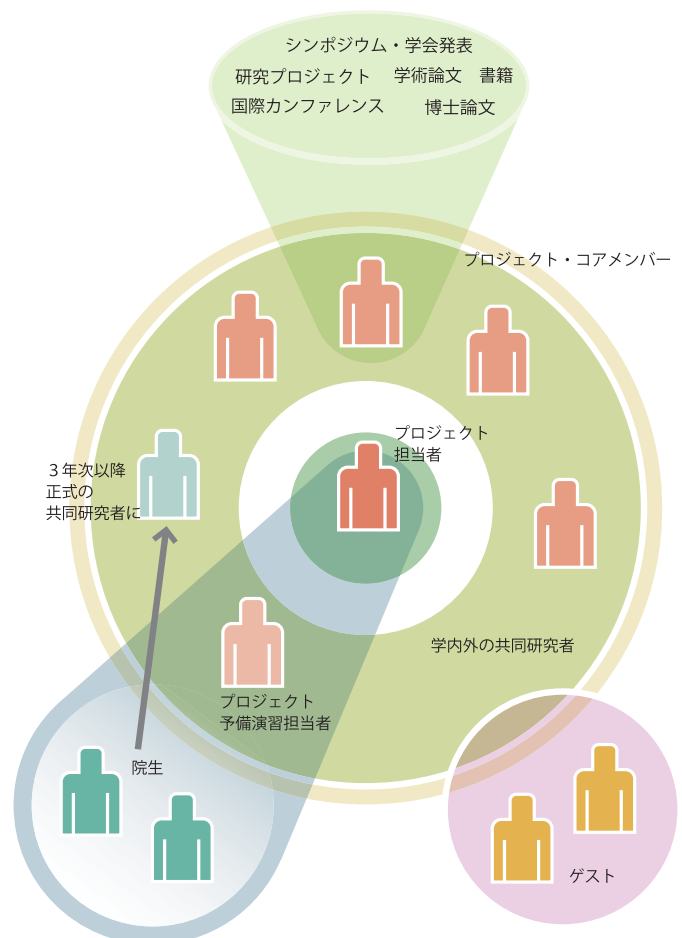 シンポジウム・学会発表
研究プロジェクト 学術論文 書籍
国際カンファレンス 博士論文
プロジェクト・コアメンバー
プロジェクト
担当者
３年次以降
正式の
共同研究者に
学内外の共同研究者
プロジェクト
予備演習担当者
院生
ゲスト